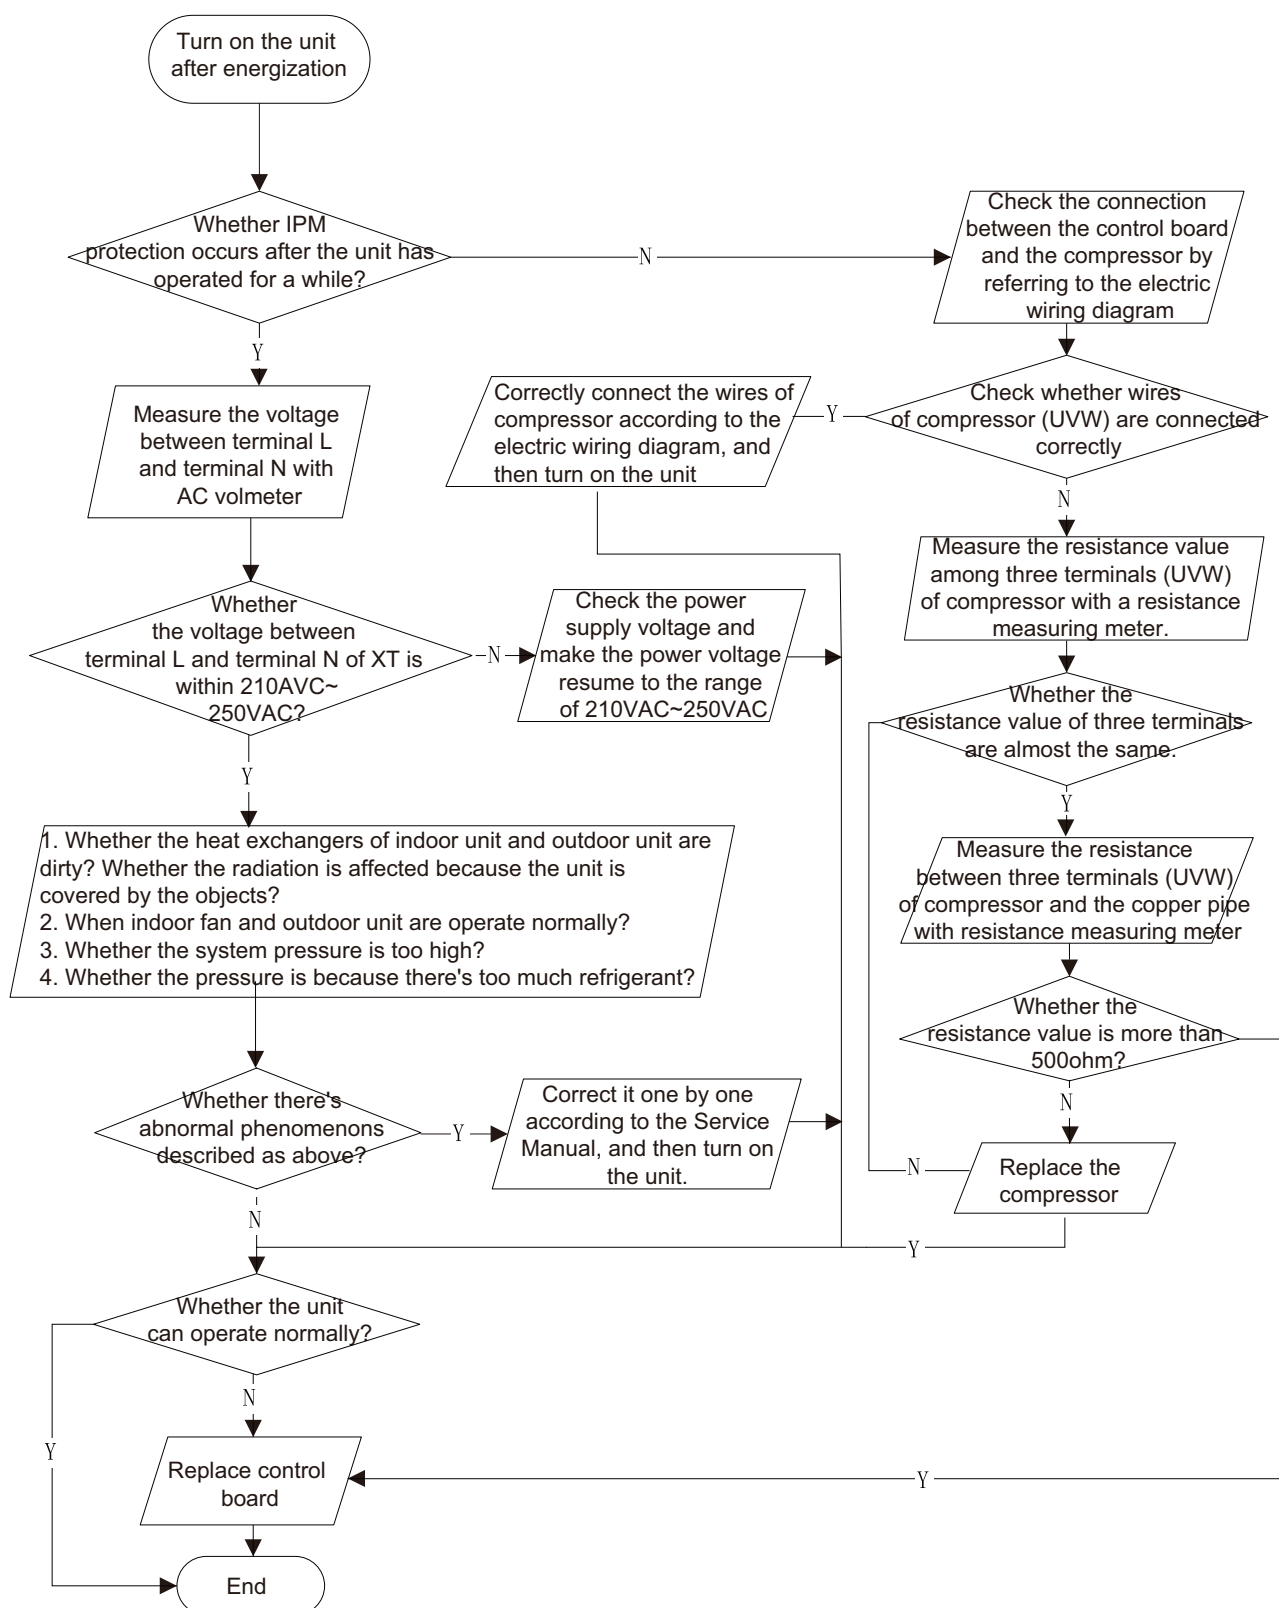 Turn on the unit
after energization
Whether IPM
protection occurs after the unit has
operated for a while?
N
Check the connection
between the control board
and the compressor by
referring to the electric
wiring diagram
Y
Measure the voltage
between terminal L
and terminal N with
AC volmeter
Correctly connect the wires of
compressor according to the
electric wiring diagram, and
then turn on the unit
Y
Check whether wires
of compressor (UVW) are connected
correctly
N
Measure the resistance value
among three terminals (UVW)
of compressor with a resistance
measuring meter.
Whether
the voltage between
terminal L and terminal N of XT is
within 210AVC~
250VAC?
N
Check the power
supply voltage and
make the power voltage
resume to the range
of 210VAC~250VAC
Whether the
resistance value of three terminals
are almost the same.
Y
Y
1. Whether the heat exchangers of indoor unit and outdoor unit are
dirty? Whether the radiation is affected because the unit is
covered by the objects?
2. When indoor fan and outdoor unit are operate normally?
3. Whether the system pressure is too high?
4. Whether the pressure is because there's too much refrigerant?
Measure the resistance
between three terminals (UVW)
of compressor and the copper pipe
with resistance measuring meter
Whether the
resistance value is more than
500ohm?
N
Whether there's
abnormal phenomenons
described as above?
Y
Correct it one by one
according to the Service
Manual, and then turn on
the unit.
N
Replace the
compressor
N
Y
Whether the unit
can operate normally?
N
Y
Replace control
board
Y
End